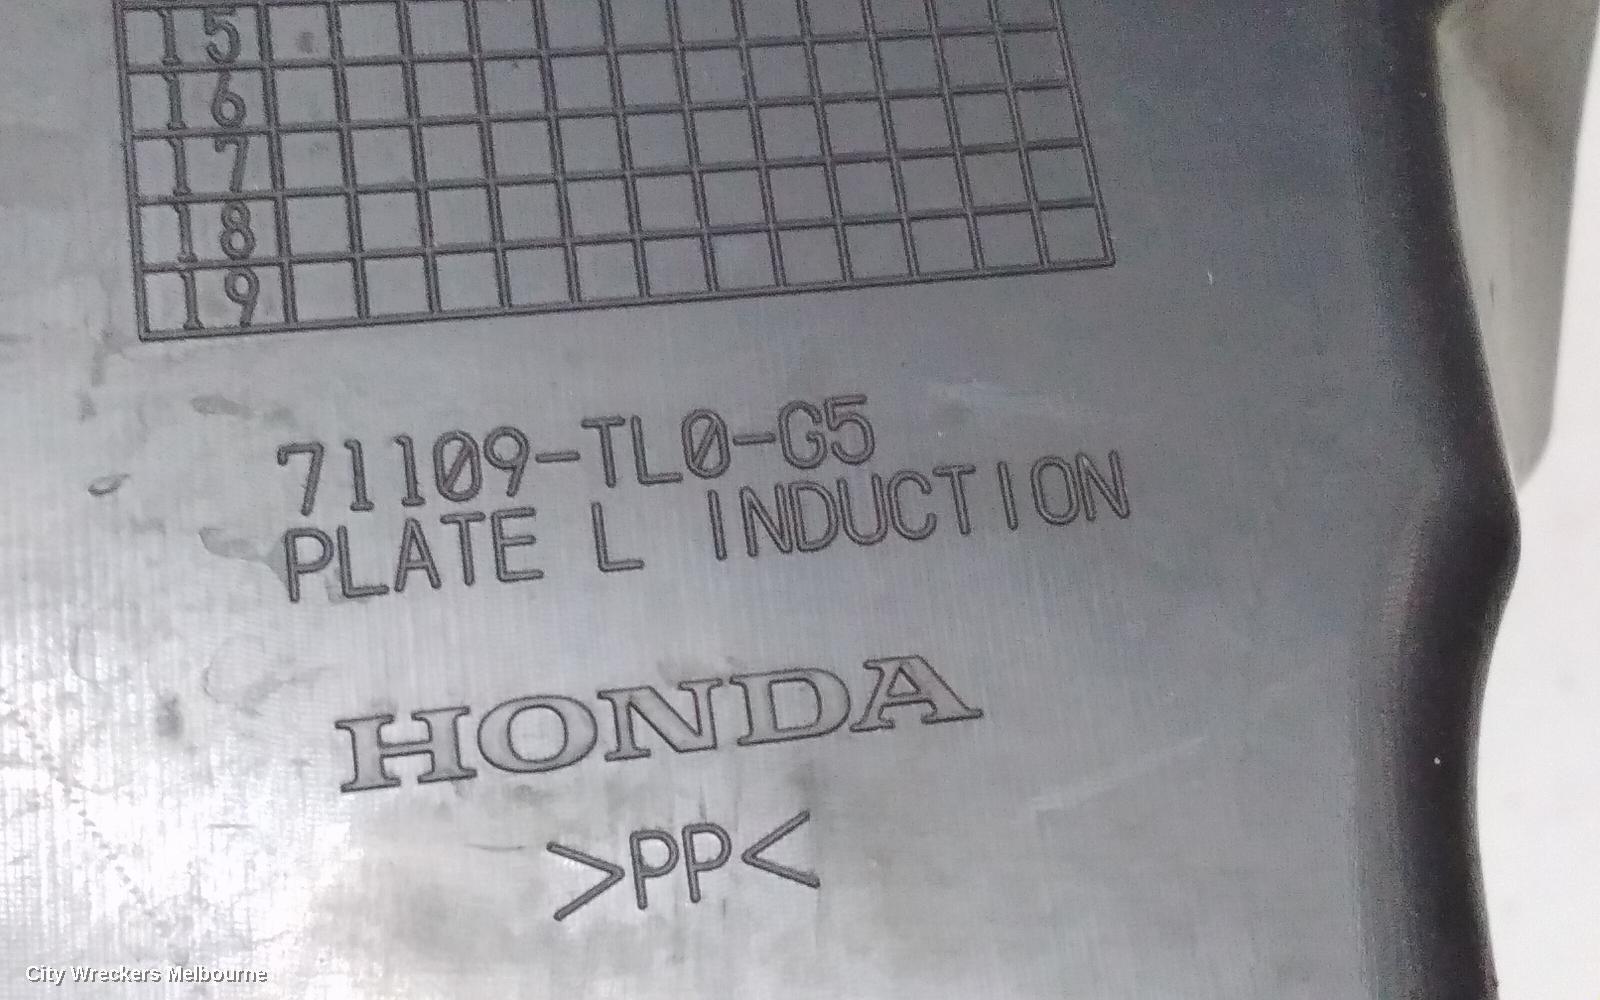 15
16
17
18
19
71109-TL0-G5
PLATE L INDUCTION
HONDA
>PP<
City Wreckers Melbourne